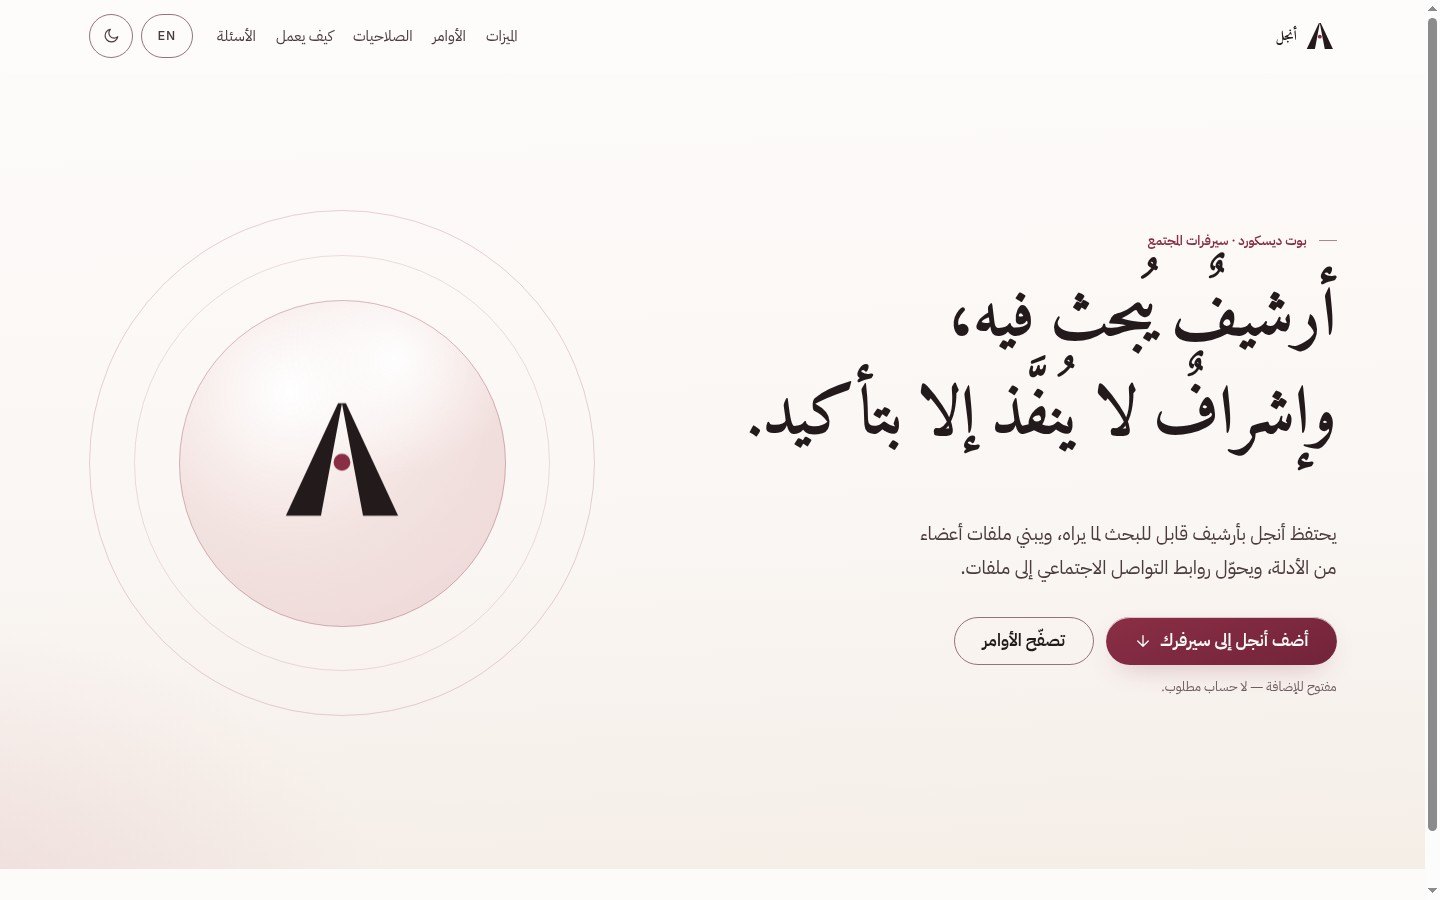 أنجل
الميزات
الأوامر
الصلاحيات
كيف يعمل
الأسئلة
EN
بوت ديسكورد · سيرفرات المجتمع
أرشيفٌ يُبحث فيه،
وإشرافٌ لا يُنفَّذ إلا بتأكيد.
يحتفظ أنجل بأرشيف قابل للبحث لما يراه، ويبني ملفات أعضاء
من الأدلة، ويحوّل روابط التواصل الاجتماعي إلى ملفات.
أضف أنجل إلى سيرفرك ↓
تصفّح الأوامر
مفتوح للإضافة — لا حساب مطلوب.